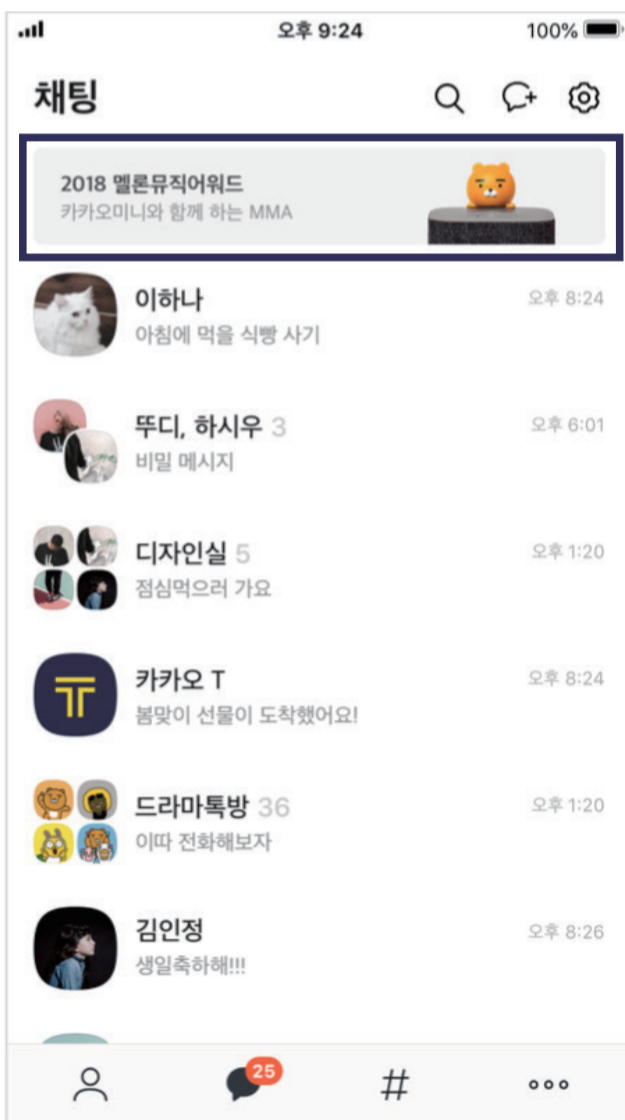 오후 9:24
100%
채팅
2018 멜론뮤직어워드
카카오미니와 함께 하는 MMA
이하나
오후 8:24
아침에 먹을 식빵 사기
뚜디, 하시우 3
오후 6:01
비밀 메시지
디자인실 5
오후 1:20
점심먹으러 가요
카카오 T
오후 8:24
봄맞이 선물이 도착했어요!
드라마톡방 36
오후 1:20
이따 전화해보자
김인정
오후 8:26
생일축하해!!!
25